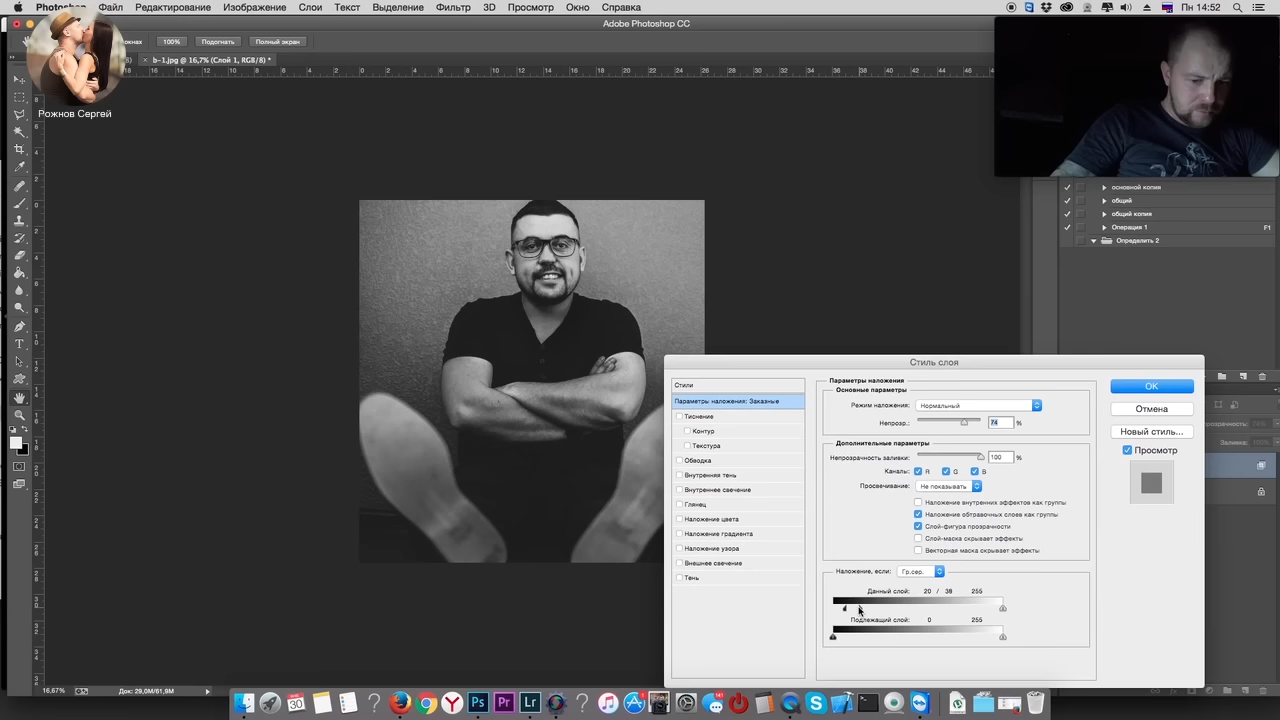 Photoshop Файл Редактирование Изображение Слои Текст Выделение Фильтр 3D Просмотр Окно Справка
Пн 14:52
Adobe Photoshop CC
окнах 100% Подогнать Полный экран
b-1.jpg @ 16,7% (Слой 1, RGB/8) *
Рожнов Сергей
основной копия
общий
общий копия
Операция 1 F1
Определить 2
Стиль слоя
Стили
Параметры наложения: Заказные
Тиснение
Контур
Текстура
Обводка
Внутренняя тень
Внутреннее свечение
Глянец
Наложение цвета
Наложение градиента
Наложение узора
Внешнее свечение
Тень
Параметры наложения
Основные параметры
Режим наложения: Нормальный
Непрозр.: 74 %
Дополнительные параметры
Непрозрачность заливки: 100 %
Каналы: R G B
Просвечивание: Не показывать
Наложение внутренних эффектов как группы
Наложение обтравочных слоев как группы
Слой-фигура прозрачности
Слой-маска скрывает эффекты
Векторная маска скрывает эффекты
Наложение, если: Гр.сер.
Данный слой: 20 / 38 255
Подлежащий слой: 0 255
OK
Отмена
Новый стиль...
Просмотр
16,67% Док: 29,0M/61,9M